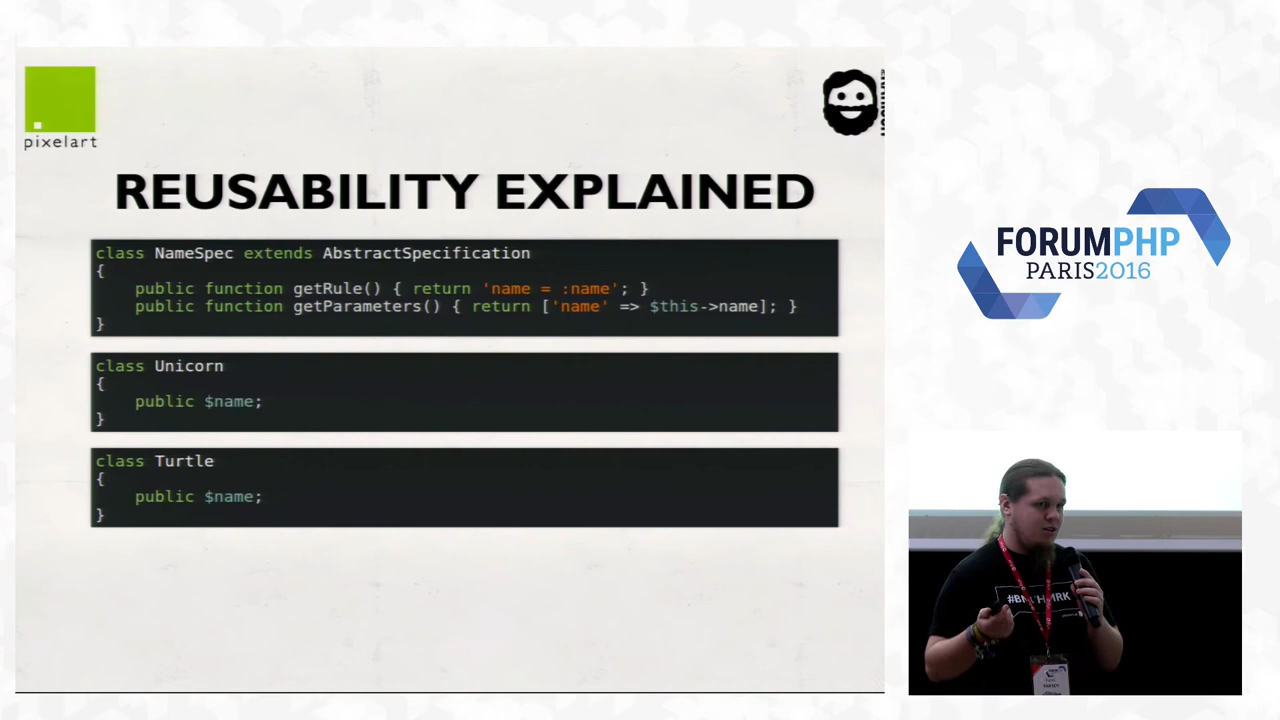 pixelart
REUSABILITY EXPLAINED
class NameSpec extends AbstractSpecification
{
    public function getRule() { return 'name = :name'; }
    public function getParameters() { return ['name' => $this->name]; }
}
class Unicorn
{
    public $name;
}
class Turtle
{
    public $name;
}
FORUMPHP
PARIS2016